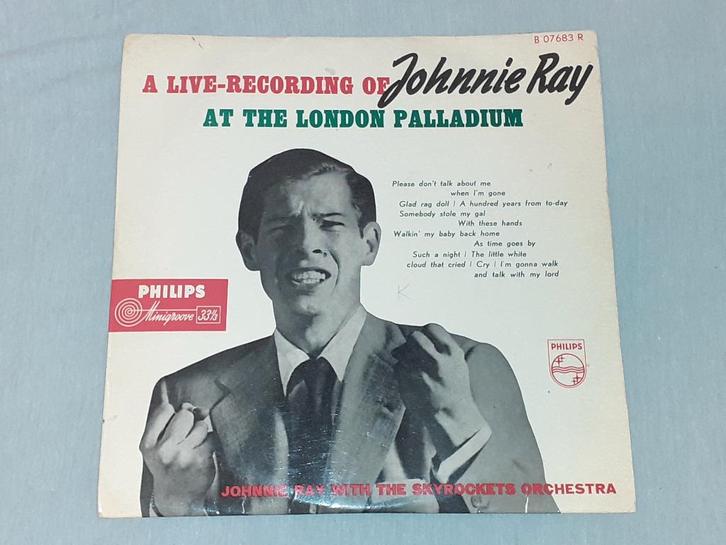 B 07683 R
A LIVE-RECORDING OF Johnnie Ray
AT THE LONDON PALLADIUM
Please don't talk about me
when I'm gone
Glad rag doll | A hundred years from to-day
Somebody stole my gal
With these hands
Walkin' my baby back home
As time goes by
Such a night | The little white
cloud that cried | Cry | I'm gonna walk
and talk with my lord
K
PHILIPS
Minigroove 33⅓
PHILIPS
JOHNNIE RAY WITH THE SKYROCKETS ORCHESTRA